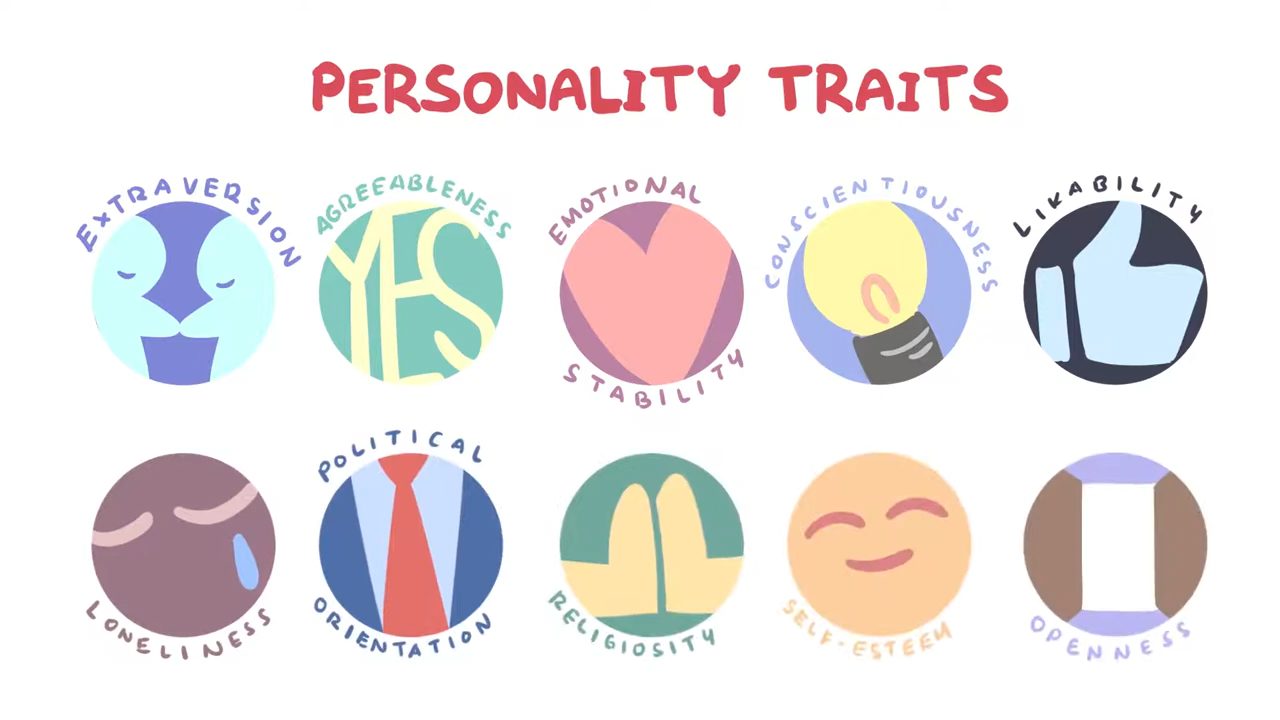 PERSONALITY TRAITS
EXTRAVERSION
AGREEABLENESS
YES
EMOTIONAL
STABILITY
CONSCIENTIOUSNESS
LIKABILITY
LONELINESS
POLITICAL
ORIENTATION
RELIGIOSITY
SELF-ESTEEM
OPENNESS